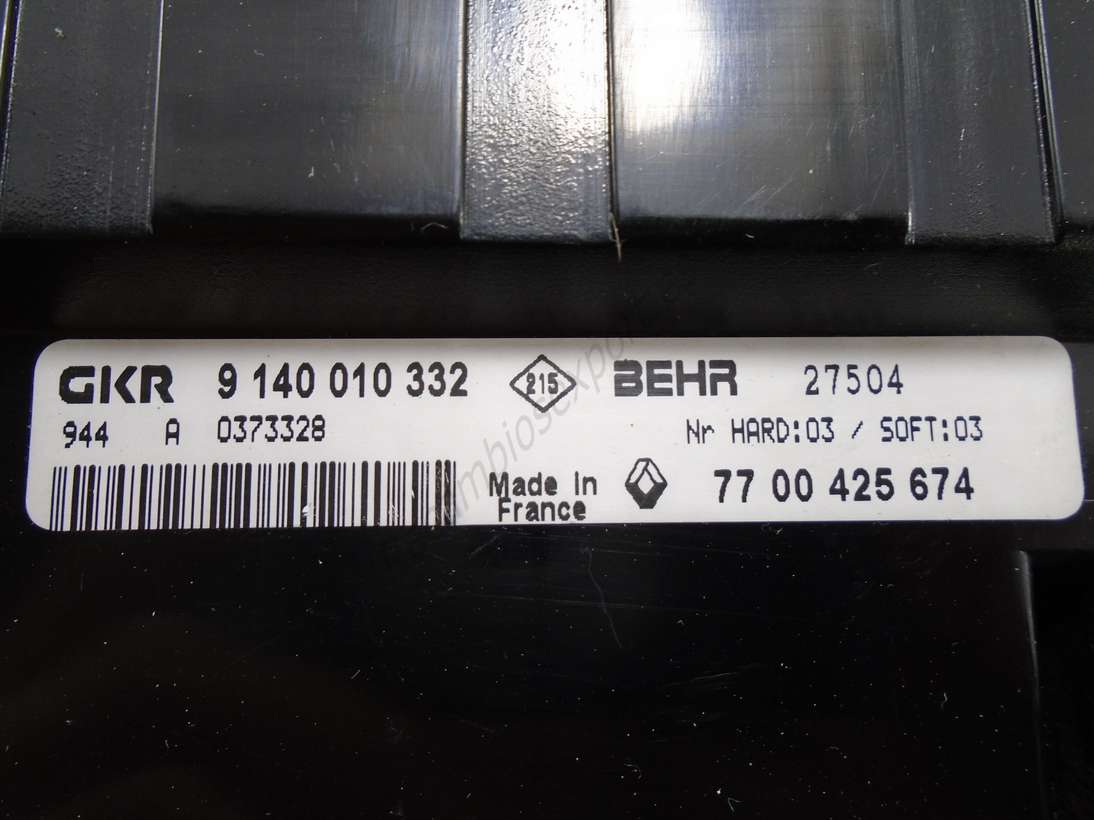 GKR 9 140 010 332 215 BEHR 27504
944 A 0373328 Nr HARD:03 / SOFT:03
Made in France 77 00 425 674